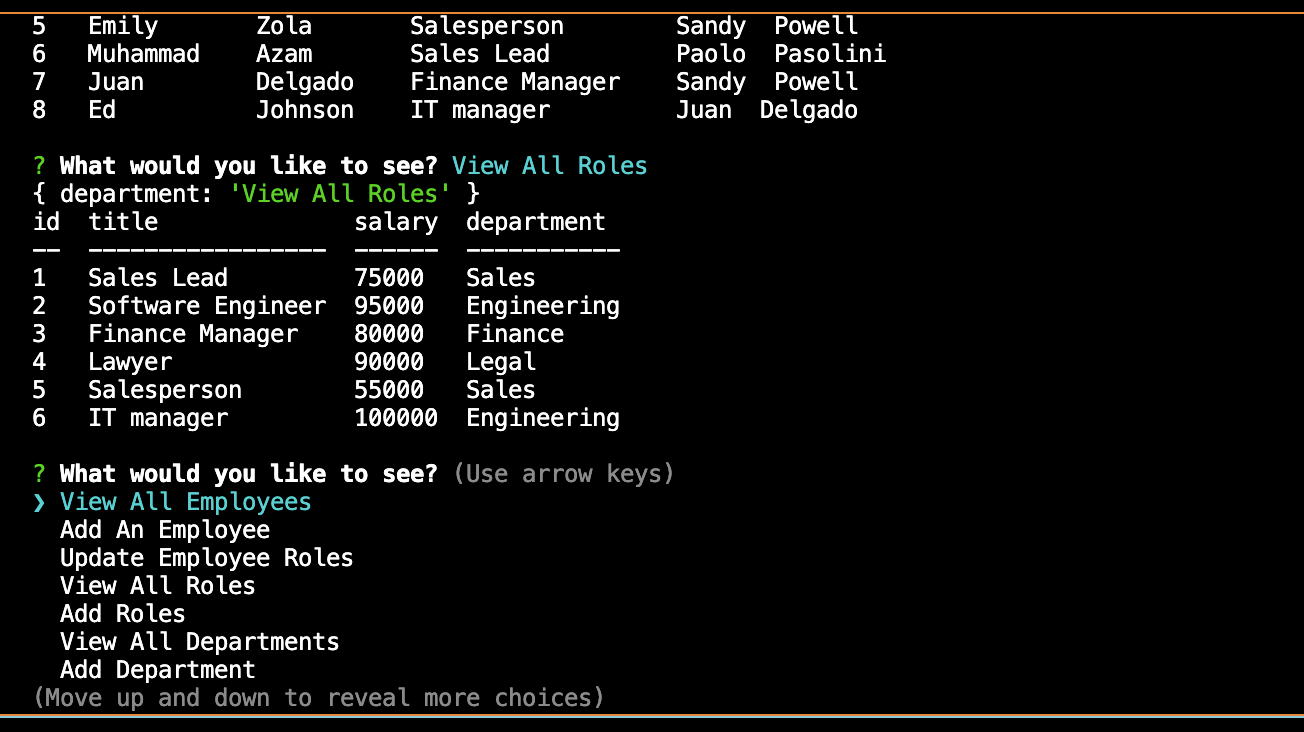 5   Emily       Zola       Salesperson        Sandy  Powell
6   Muhammad    Azam       Sales Lead         Paolo  Pasolini
7   Juan        Delgado    Finance Manager    Sandy  Powell
8   Ed          Johnson    IT manager         Juan  Delgado
? What would you like to see? View All Roles
{ department: 'View All Roles' }
id  title              salary  department
--  -----------------  ------  -----------
1   Sales Lead         75000   Sales
2   Software Engineer  95000   Engineering
3   Finance Manager    80000   Finance
4   Lawyer             90000   Legal
5   Salesperson        55000   Sales
6   IT manager         100000  Engineering
? What would you like to see? (Use arrow keys)
❯ View All Employees
  Add An Employee
  Update Employee Roles
  View All Roles
  Add Roles
  View All Departments
  Add Department
(Move up and down to reveal more choices)